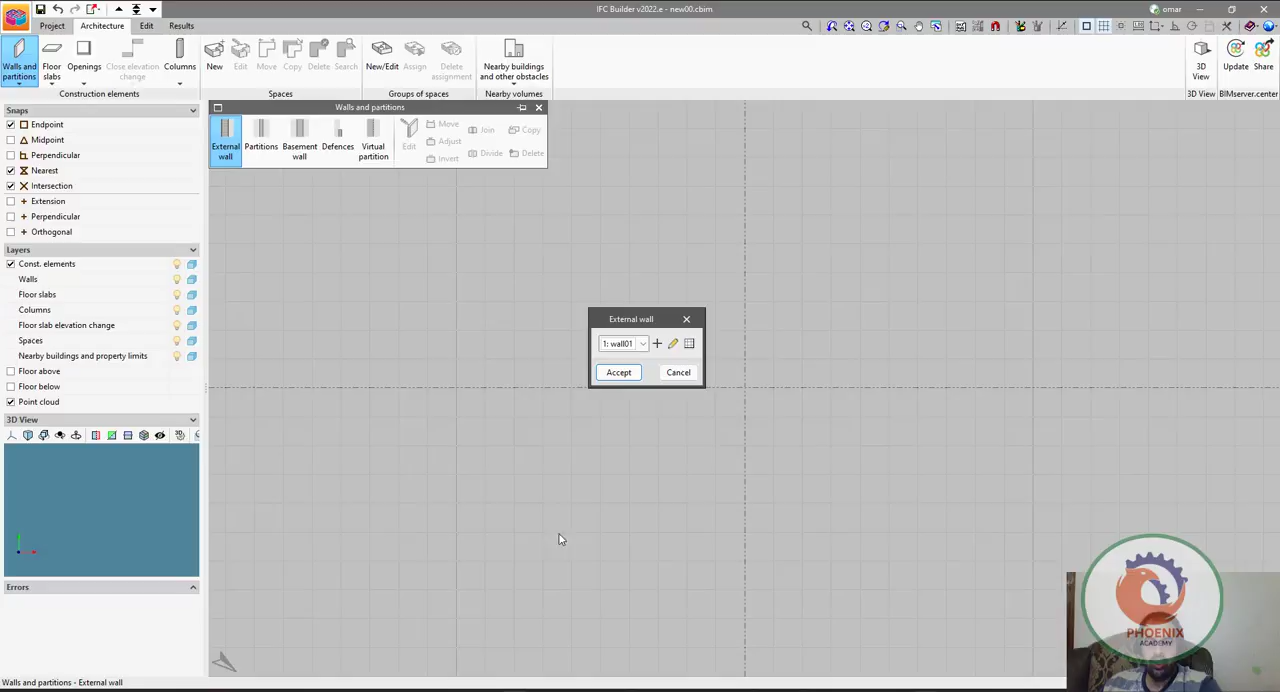 IFC Builder v2022.e - new00.cbim
omar
Project
Architecture
Edit
Results
Walls and partitions
Floor slabs
Openings
Close elevation change
Columns
Construction elements
New
Edit
Move
Copy
Delete
Search
Spaces
New/Edit
Assign
Delete assignment
Groups of spaces
Nearby buildings and other obstacles
Nearby volumes
3D View
3D View
Update
Share
BIMserver.center
Snaps
Endpoint
Midpoint
Perpendicular
Nearest
Intersection
Extension
Perpendicular
Orthogonal
Layers
Const. elements
Walls
Floor slabs
Columns
Floor slab elevation change
Spaces
Nearby buildings and property limits
Floor above
Floor below
Point cloud
3D View
Errors
Walls and partitions
External wall
Partitions
Basement wall
Defences
Virtual partition
Edit
Move
Adjust
Invert
Join
Divide
Copy
Delete
External wall
1: wall01
Accept
Cancel
PHOENIX
ACADEMY
Walls and partitions - External wall